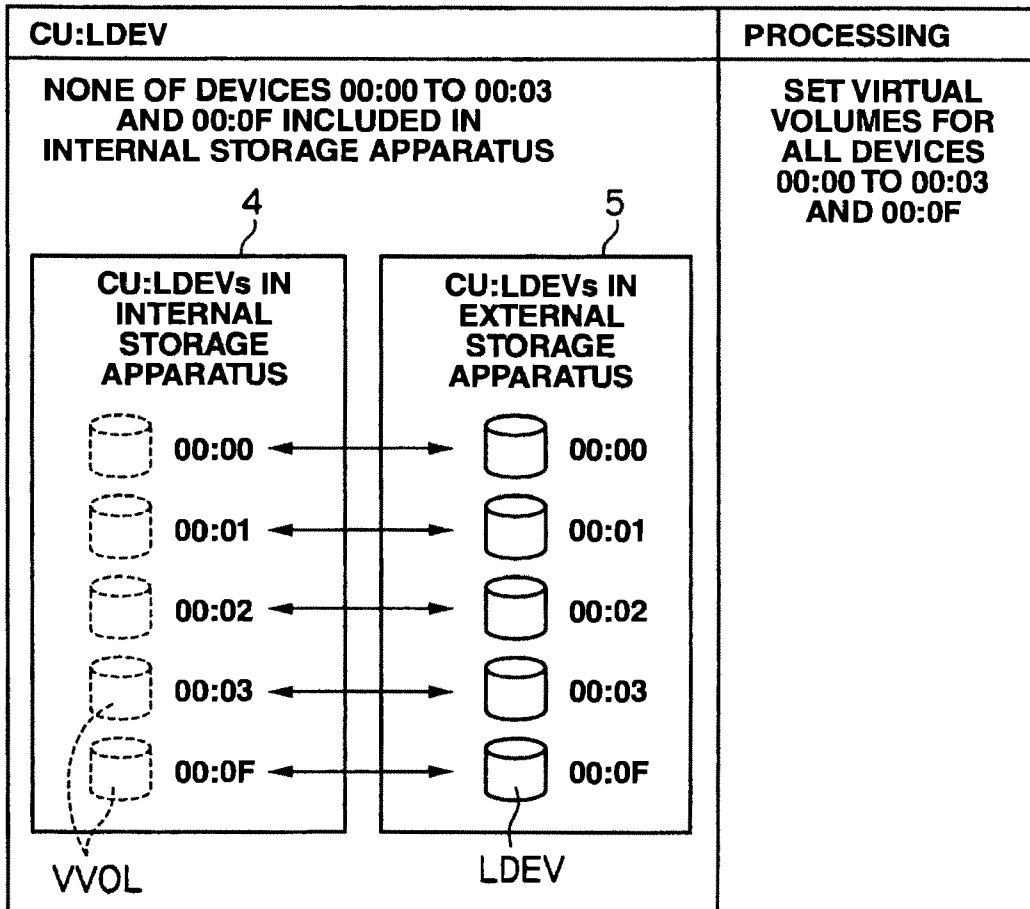 CU:LDEV
PROCESSING
NONE OF DEVICES 00:00 TO 00:03
AND 00:0F INCLUDED IN
INTERNAL STORAGE APPARATUS
SET VIRTUAL
VOLUMES FOR
ALL DEVICES
00:00 TO 00:03
AND 00:0F
4
5
CU:LDEVs IN
INTERNAL
STORAGE
APPARATUS
CU:LDEVs IN
EXTERNAL
STORAGE
APPARATUS
00:00
00:00
00:01
00:01
00:02
00:02
00:03
00:03
00:0F
00:0F
VVOL
LDEV